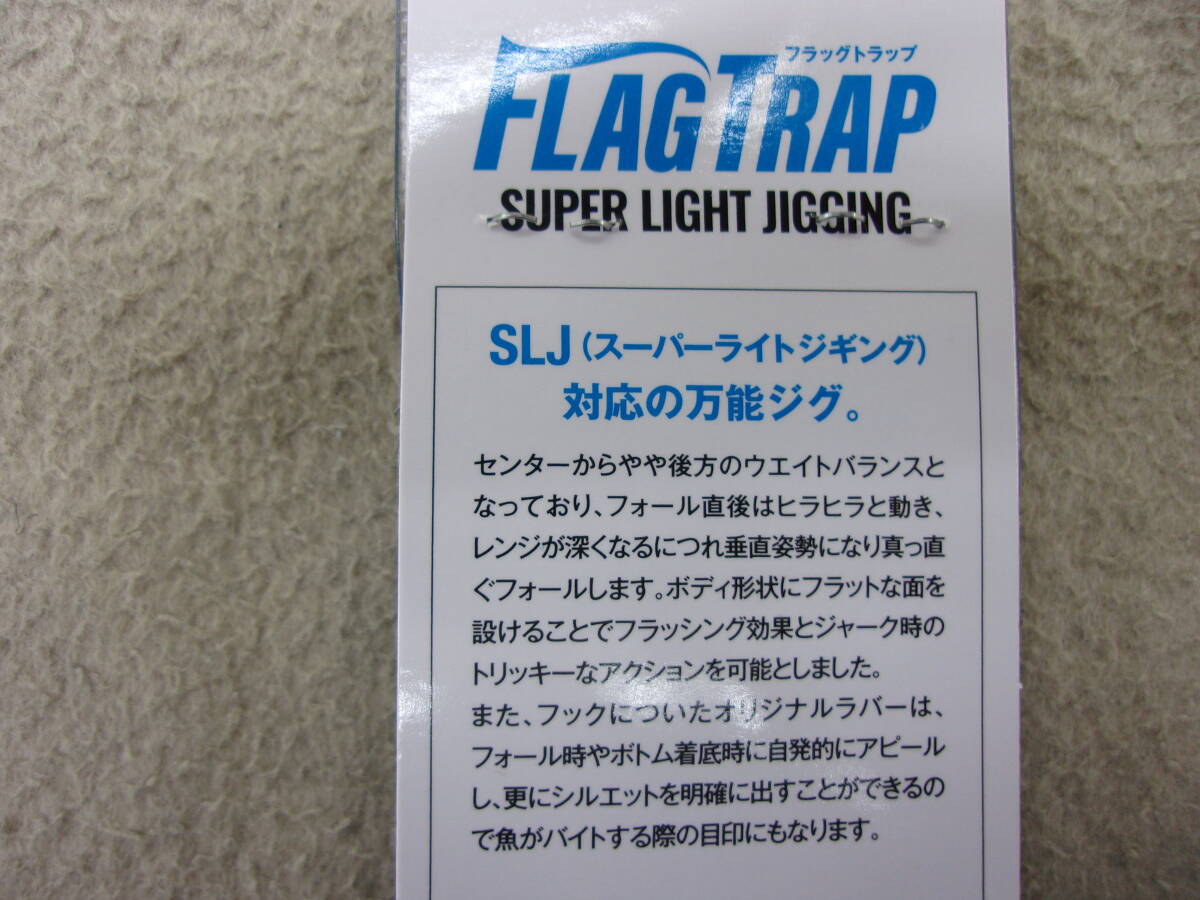 フラッグトラップ
FLAGTRAP
SUPER LIGHT JIGGING
SLJ(スーパーライトジギング)
対応の万能ジグ。
センターからやや後方のウエイトバランスと
なっており、フォール直後はヒラヒラと動き、
レンジが深くなるにつれ垂直姿勢になり真っ直
ぐフォールします。ボディ形状にフラットな面を
設けることでフラッシング効果とジャーク時の
トリッキーなアクションを可能としました。
また、フックについたオリジナルラバーは、
フォール時やボトム着底時に自発的にアピール
し、更にシルエットを明確に出すことができるの
で魚がバイトする際の目印にもなります。